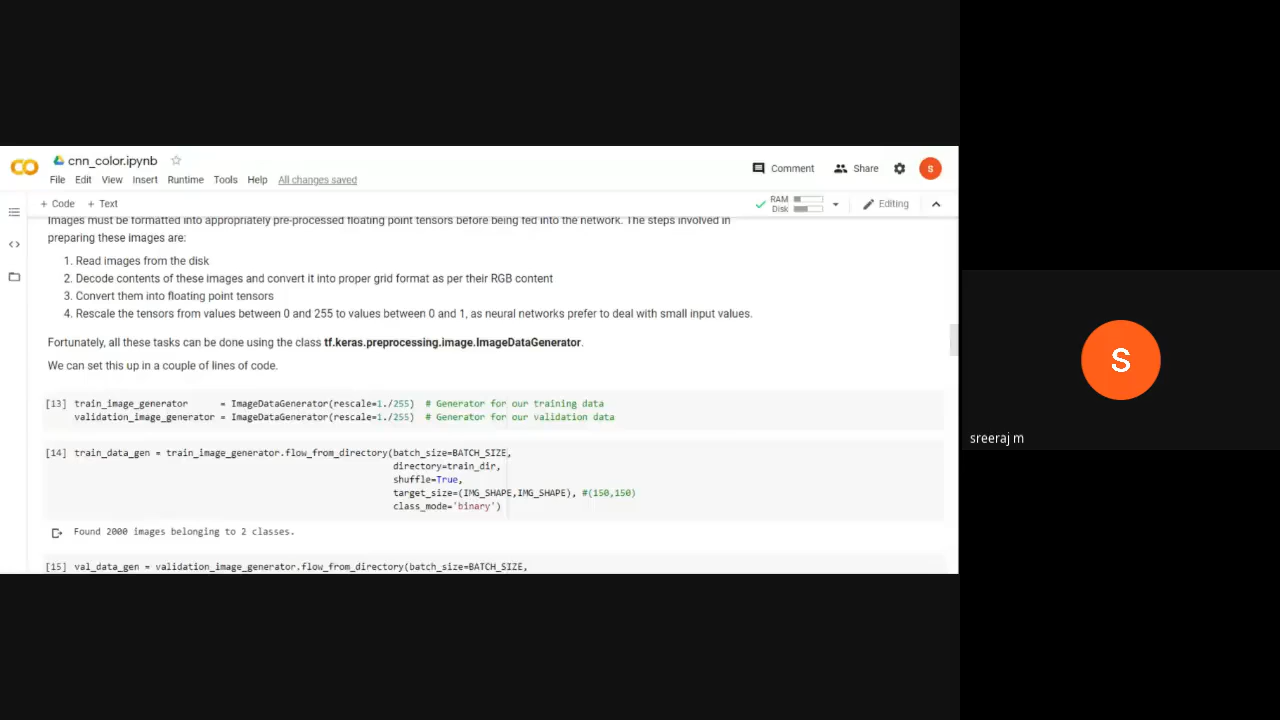 cnn_color.ipynb
Comment
Share
S
File Edit View Insert Runtime Tools Help All changes saved
+ Code + Text
RAM
Disk
Editing
Images must be formatted into appropriately pre-processed floating point tensors before being fed into the network. The steps involved in
preparing these images are:
1. Read images from the disk
2. Decode contents of these images and convert it into proper grid format as per their RGB content
3. Convert them into floating point tensors
4. Rescale the tensors from values between 0 and 255 to values between 0 and 1, as neural networks prefer to deal with small input values.
Fortunately, all these tasks can be done using the class tf.keras.preprocessing.image.ImageDataGenerator.
We can set this up in a couple of lines of code.
[13] train_image_generator = ImageDataGenerator(rescale=1./255) # Generator for our training data
validation_image_generator = ImageDataGenerator(rescale=1./255) # Generator for our validation data
[14] train_data_gen = train_image_generator.flow_from_directory(batch_size=BATCH_SIZE,
directory=train_dir,
shuffle=True,
target_size=(IMG_SHAPE,IMG_SHAPE), #(150,150)
class_mode='binary')
Found 2000 images belonging to 2 classes.
[15] val_data_gen = validation_image_generator.flow_from_directory(batch_size=BATCH_SIZE,
S
sreeraj m